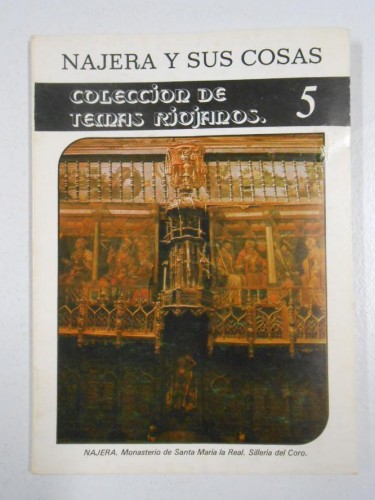 NAJERA Y SUS COSAS
COLECCION DE
TEMAS RIOJANOS.
5
NAJERA. Monasterio de Santa María la Real. Sillería del Coro.